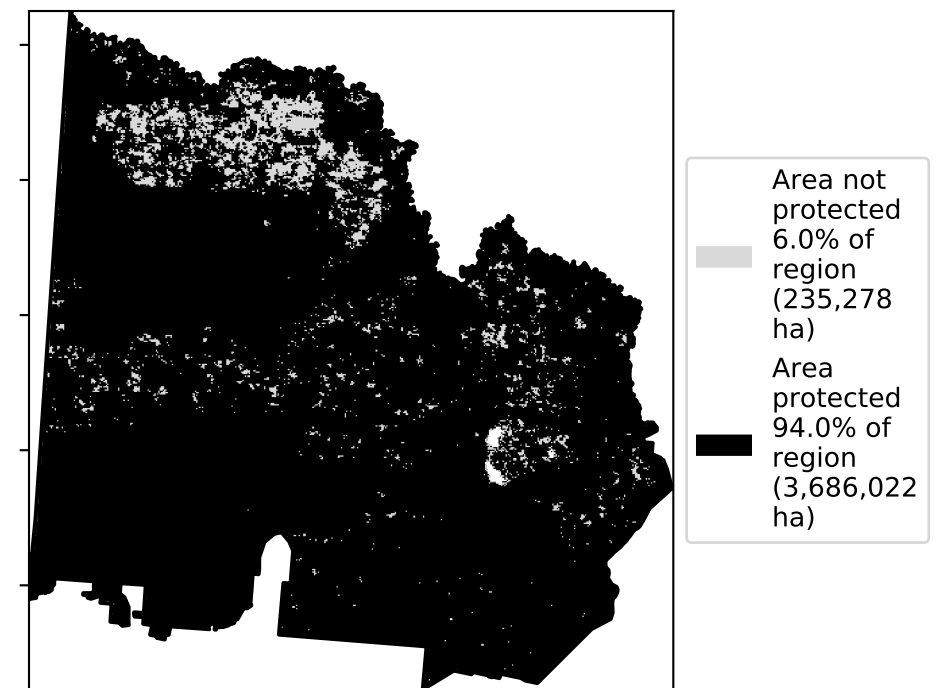 Area not
protected
6.0% of
region
(235,278
ha)
Area
protected
94.0% of
region
(3,686,022
ha)